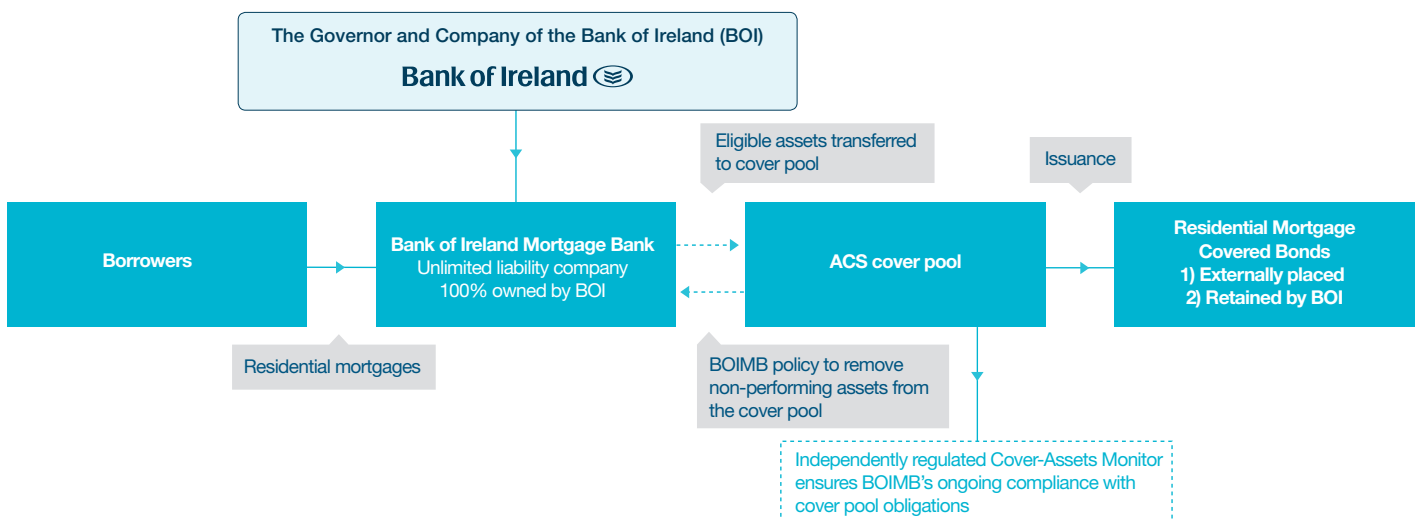 The Governor and Company of the Bank of Ireland (BOI)
Bank of Ireland
Eligible assets transferred
to cover pool
Issuance
Borrowers
Bank of Ireland Mortgage Bank
Unlimited liability company
100% owned by BOI
ACS cover pool
Residential Mortgage
Covered Bonds
1) Externally placed
2) Retained by BOI
Residential mortgages
BOIMB policy to remove
non-performing assets from
the cover pool
Independently regulated Cover-Assets Monitor
ensures BOIMB's ongoing compliance with
cover pool obligations